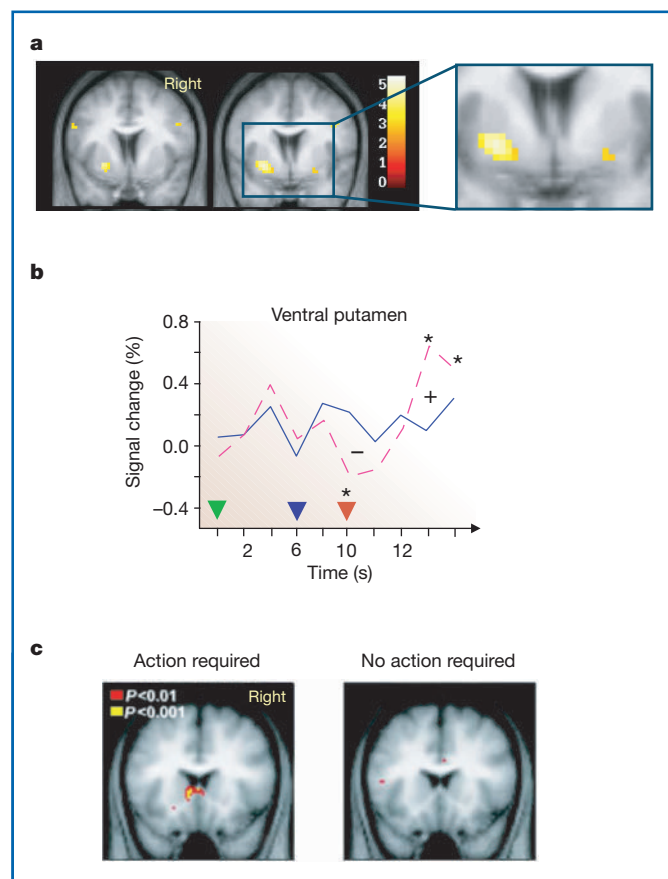 a
Right
5
4
3
2
1
0
b
Ventral putamen
Signal change (%)
0.8
0.4
0.0
–0.4
*
*
+
–
*
2 6 10 12
Time (s)
c
Action required
No action required
P<0.01
P<0.001
Right